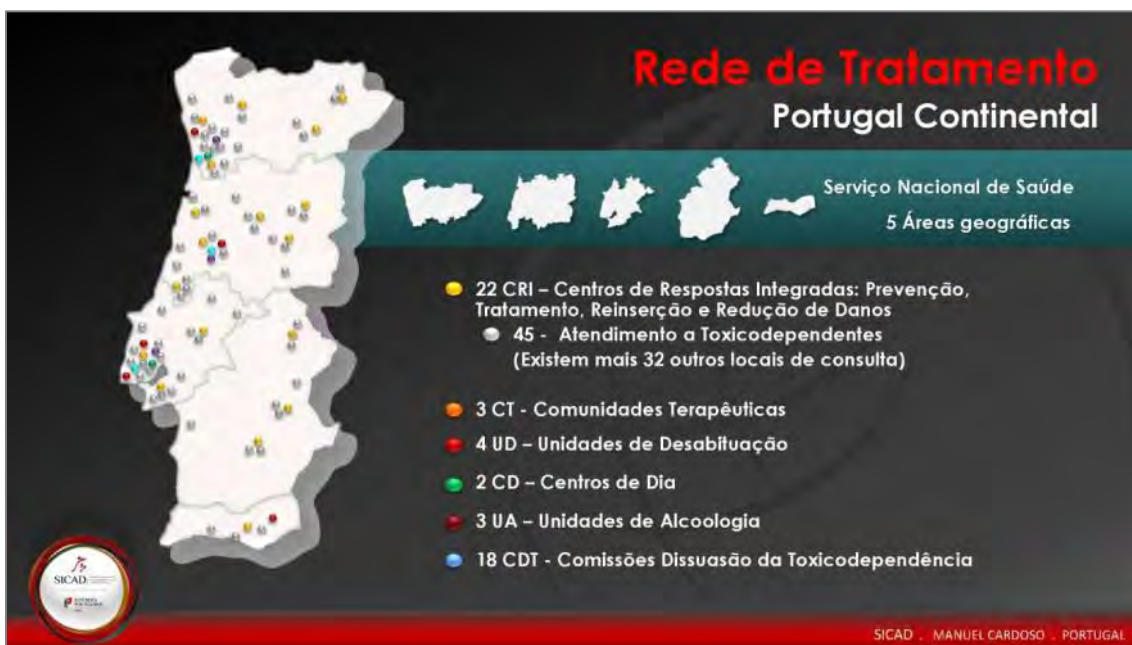 Rede de Tratamento
Portugal Continental
Serviço Nacional de Saúde
5 Áreas geográficas
22 CRI – Centros de Respostas Integradas: Prevenção,
Tratamento, Reinserção e Redução de Danos
45 - Atendimento a Toxicodependentes
(Existem mais 32 outros locais de consulta)
3 CT - Comunidades Terapêuticas
4 UD – Unidades de Desabituação
2 CD – Centros de Dia
3 UA – Unidades de Alcoologia
18 CDT - Comissões Dissuasão da Toxicodependência
SICAD
SICAD . MANUEL CARDOSO . PORTUGAL